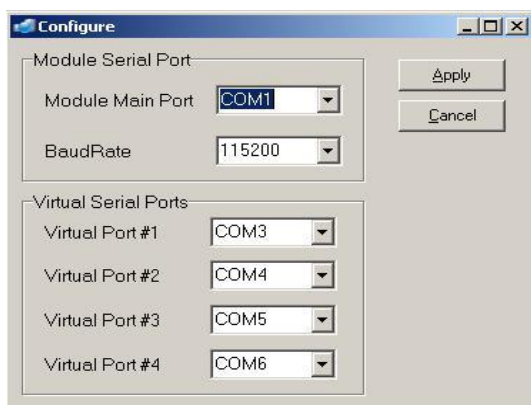 Configure
Module Serial Port
Module Main Port COM1
BaudRate 115200
Apply
Cancel
Virtual Serial Ports
Virtual Port #1 COM3
Virtual Port #2 COM4
Virtual Port #3 COM5
Virtual Port #4 COM6